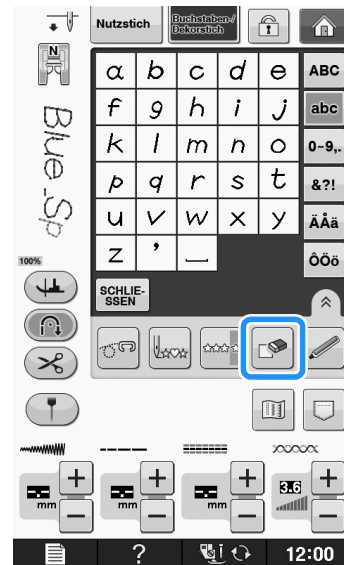 Nutzstich
Buchstaben-/
Dekorstich
N
a b c d e ABC
f g h i j abc
k l m n o 0~9,.
p q r s t &?!
u v w x y ÄÅä
z ' _ ÔÖö
Blue_Sp
100%
SCHLIE-
SSEN
mm + −
mm + −
mm + −
3.6 + −
? 12:00